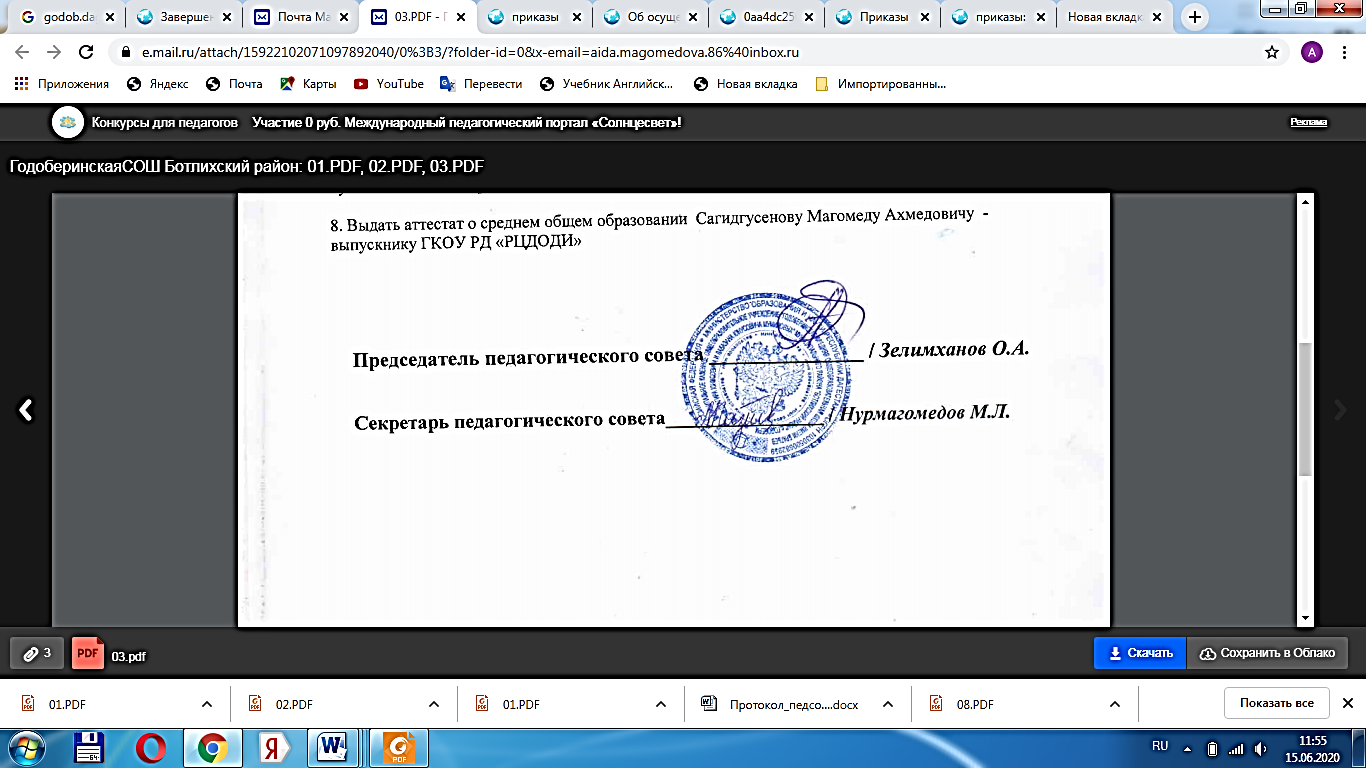 godob.da
Завершен
Почта Ма
03.PDF - Г
приказы
Об осуще
0aa4dc25
Приказы
приказы:
Новая вкладк
e.mail.ru/attach/15922102071097892040/0%3B3/?folder-id=0&x-email=aida.magomedova.86%40inbox.ru
A
Приложения
Яндекс
Почта
Карты
YouTube
Перевести
Учебник Английск...
Новая вкладка
Импортированны...
Конкурсы для педагогов Участие 0 руб. Международный педагогический портал «Солнцесвет»!
Реклама
ГодоберинскаяСОШ Ботлихский район: 01.PDF, 02.PDF, 03.PDF
8. Выдать аттестат о среднем общем образовании Сагидгусенову Магомеду Ахмедовичу -
выпускнику ГКОУ РД «РЦДОДИ»
Председатель педагогического совета ________________ / Зелимханов О.А.
Секретарь педагогического совета________________ / Нурмагомедов М.Л.
3
PDF
03.pdf
Скачать
Сохранить в Облако
01.PDF
02.PDF
01.PDF
Протокол_педсо....docx
08.PDF
Показать все
RU
11:55
15.06.2020